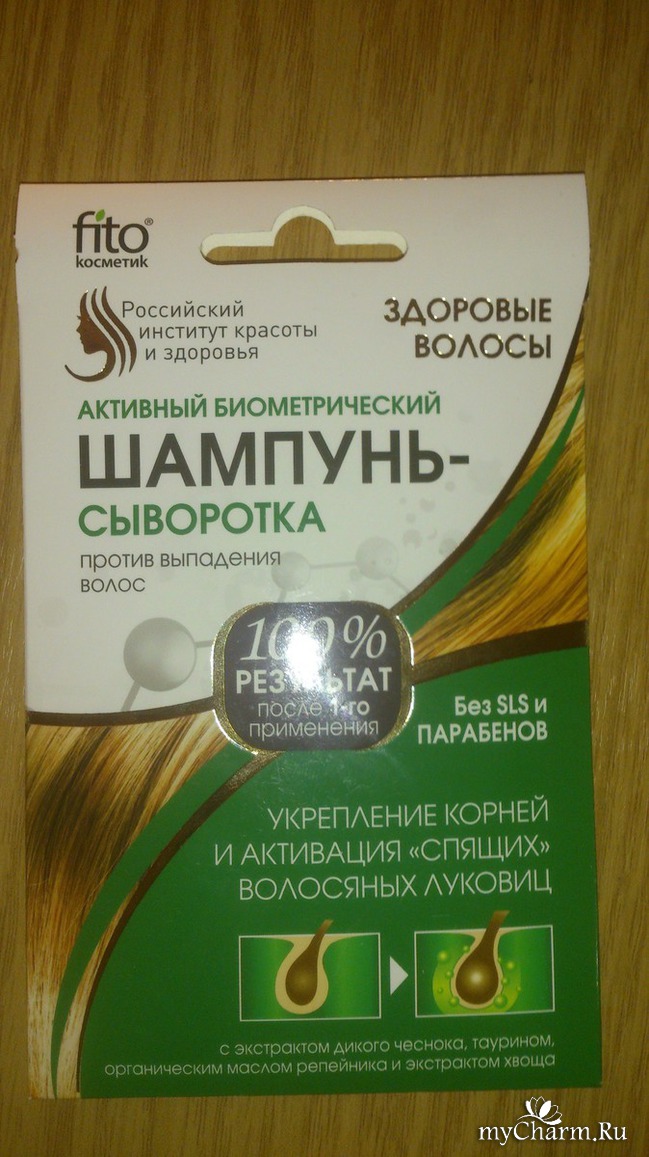 fito®
косметик
Российский
институт красоты
и здоровья
ЗДОРОВЫЕ
ВОЛОСЫ
АКТИВНЫЙ БИОМЕТРИЧЕСКИЙ
ШАМПУНЬ-
СЫВОРОТКА
против выпадения
волос
100%
РЕЗУЛЬТАТ
после 1-го
применения
Без SLS и
ПАРАБЕНОВ
УКРЕПЛЕНИЕ КОРНЕЙ
И АКТИВАЦИЯ «СПЯЩИХ»
ВОЛОСЯНЫХ ЛУКОВИЦ
с экстрактом дикого чеснока, таурином,
органическим маслом репейника и экстрактом хвоща
myCharm.Ru